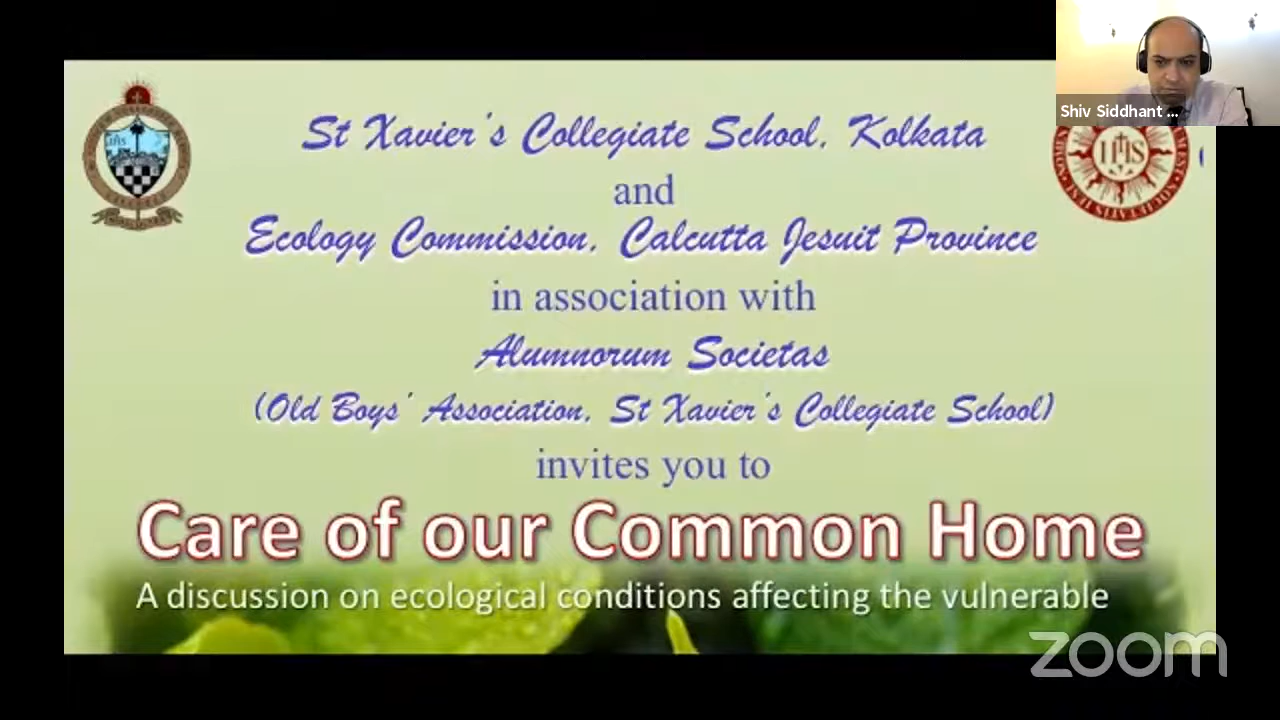 Shiv Siddhant ...
St Xavier's Collegiate School, Kolkata
and
Ecology Commission, Calcutta Jesuit Province
in association with
Alumnorum Societas
(Old Boys' Association, St Xavier's Collegiate School)
invites you to
Care of our Common Home
A discussion on ecological conditions affecting the vulnerable
IHS
zoom